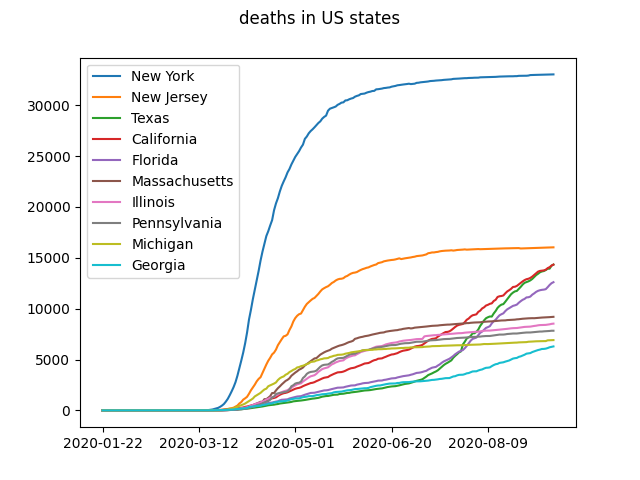 deaths in US states
New York
New Jersey
Texas
California
Florida
Massachusetts
Illinois
Pennsylvania
Michigan
Georgia
30000
25000
20000
15000
10000
5000
0
2020-01-22 2020-03-12 2020-05-01 2020-06-20 2020-08-09